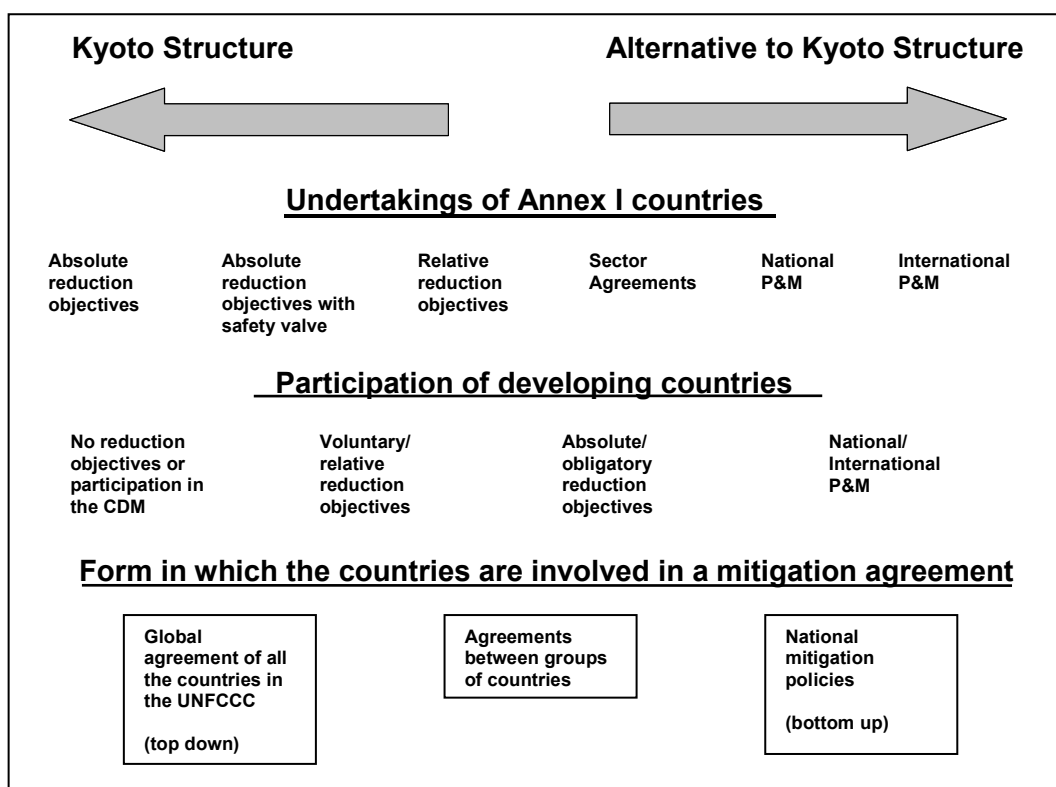 Kyoto Structure
Alternative to Kyoto Structure
Undertakings of Annex I countries
Absolute
reduction
objectives
Absolute
reduction
objectives with
safety valve
Relative
reduction
objectives
Sector
Agreements
National
P&M
International
P&M
Participation of developing countries
No reduction
objectives or
participation in
the CDM
Voluntary/
relative
reduction
objectives
Absolute/
obligatory
reduction
objectives
National/
International
P&M
Form in which the countries are involved in a mitigation agreement
Global
agreement of all
the countries in
the UNFCCC
(top down)
Agreements
between groups
of countries
National
mitigation
policies
(bottom up)